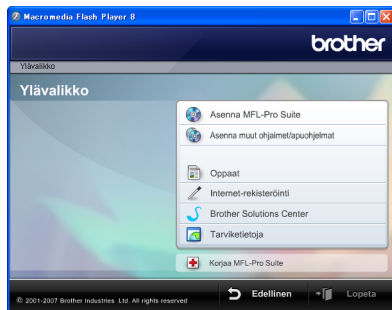 Macromedia Flash Player 8
brother
Ylävalikko
Ylävalikko
Asenna MFL-Pro Suite
Asenna muut ohjaimet/apuohjelmat
Oppaat
Internet-rekisteröinti
Brother Solutions Center
Tarviketietoja
Korjaa MFL-Pro Suite
© 2001-2007 Brother Industries Ltd. All rights reserved
Edellinen
Lopeta